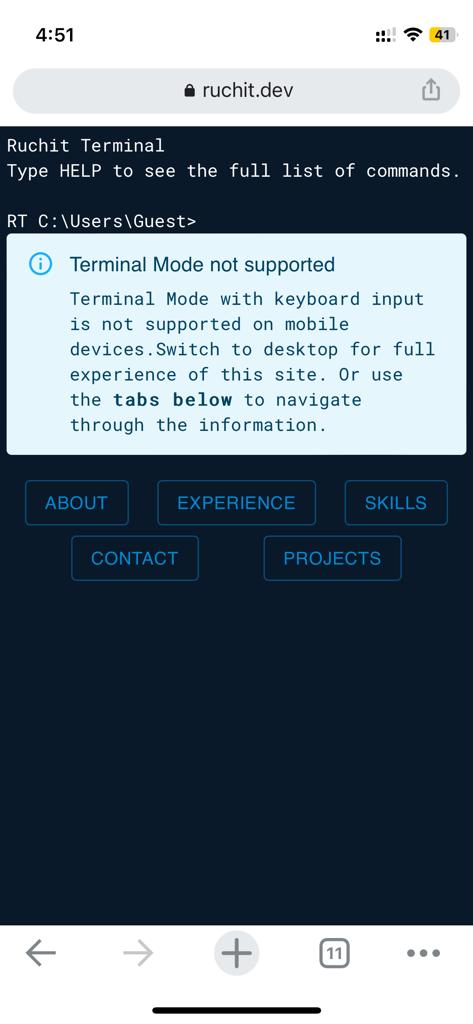 4:51
41
ruchit.dev
Ruchit Terminal
Type HELP to see the full list of commands.
RT C:\Users\Guest>
Terminal Mode not supported
Terminal Mode with keyboard input
is not supported on mobile
devices.Switch to desktop for full
experience of this site. Or use
the tabs below to navigate
through the information.
ABOUT EXPERIENCE SKILLS
CONTACT PROJECTS
11